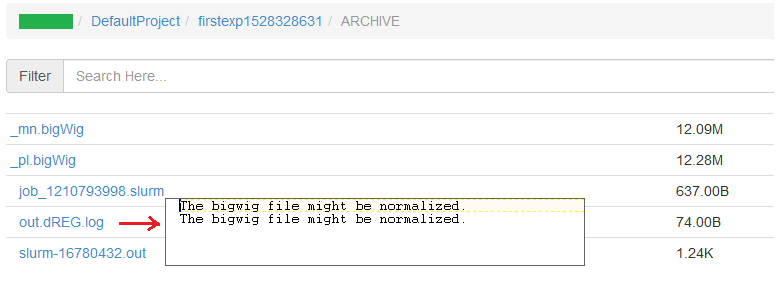 / DefaultProject / firstexp1528328631 / ARCHIVE
Filter Search Here...
_mn.bigWig 12.09M
_pl.bigWig 12.28M
job_1210793998.slurm 637.00B
The bigwig file might be normalized.
out.dREG.log 74.00B
The bigwig file might be normalized.
slurm-16780432.out 1.24K